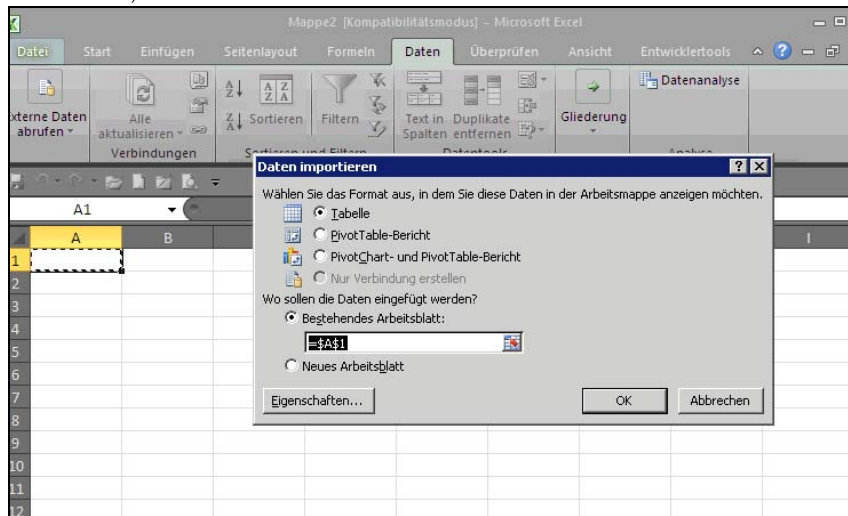 Mappe2 [Kompatibilitätsmodus] - Microsoft Excel
Datei Start Einfügen Seitenlayout Formeln Daten Überprüfen Ansicht Entwicklertools
Datenanalyse
xterne Daten Alle Sortieren Filtern Text in Duplikate Gliederung
abrufen aktualisieren Spalten entfernen
Verbindungen Sortieren und Filtern Datentools Analyse
Daten importieren
Wählen Sie das Format aus, in dem Sie diese Daten in der Arbeitsmappe anzeigen möchten.
A1
Tabelle
A B I
PivotTable-Bericht
1
PivotChart- und PivotTable-Bericht
2
Nur Verbindung erstellen
3
Wo sollen die Daten eingefügt werden?
4
Bestehendes Arbeitsblatt:
5
=$A$1
6
Neues Arbeitsblatt
7
Eigenschaften... OK Abbrechen
8
9
10
11
12